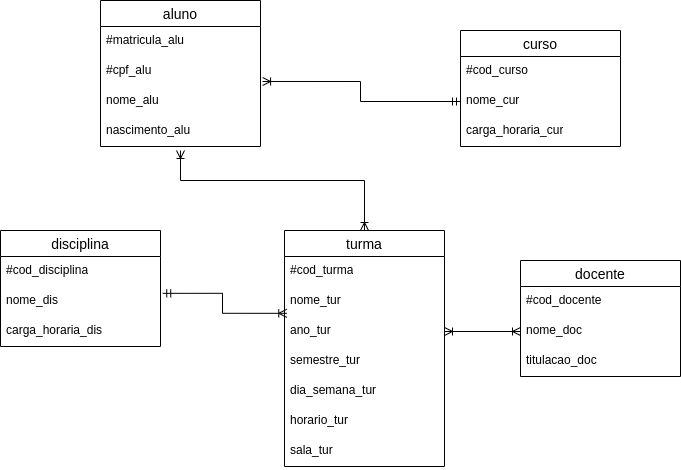 aluno
#matricula_alu
#cpf_alu
nome_alu
nascimento_alu
curso
#cod_curso
nome_cur
carga_horaria_cur
disciplina
#cod_disciplina
nome_dis
carga_horaria_dis
turma
#cod_turma
nome_tur
ano_tur
semestre_tur
dia_semana_tur
horario_tur
sala_tur
docente
#cod_docente
nome_doc
titulacao_doc